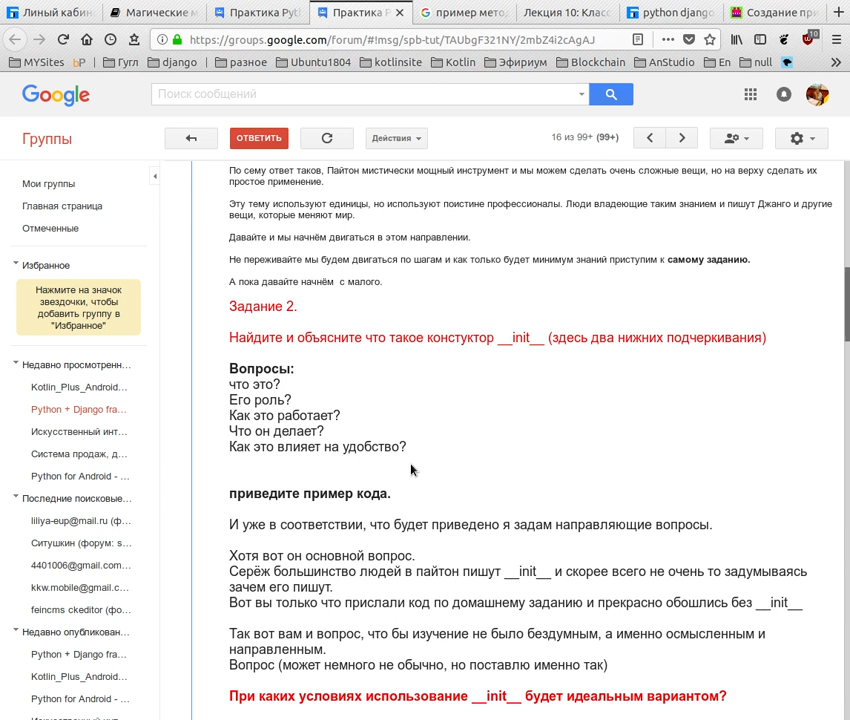 Линый кабин
Магические м
Практика Pyt
Практика P
пример мето
Лекция 10: Клас
python djang
Создание пр
https://groups.google.com/forum/#!msg/spb-tut/TAUbgF321NY/2mbZ4i2cAgAJ
10
MYSites
bP
Гугл
django
разное
Ubuntu1804
kotlinsite
Kotlin
Эфириум
Blockchain
AnStudio
En
null
Google
Поиск сообщений
Группы
ОТВЕТИТЬ
Действия
16 из 99+ (99+)
Мои группы
Главная страница
Отмеченные
Избранное
Нажмите на значок
звездочки, чтобы
добавить группу в
"Избранное"
Недавно просмотренн…
Kotlin_Plus_Android…
Python + Django fra…
Искусственный инт…
Система продаж, д…
Python for Android - …
Последние поисковые…
liliya-eup@mail.ru (ф…
Ситушкин (форум: s…
4401006@gmail.com…
kkw.mobile@gmail.c…
feincms ckeditor (фо…
Недавно опубликован…
Python + Django fra…
Kotlin_Plus_Android…
Python for Android - …
По сему ответ таков, Пайтон мистически мощный инструмент и мы можем сделать очень сложные вещи, но на верху сделать их
простое применение.
Эту тему используют единицы, но используют поистине профессионалы. Люди владеющие таким знанием и пишут Джанго и другие
вещи, которые меняют мир.
Давайте и мы начнём двигаться в этом направлении.
Не переживайте мы будем двигаться по шагам и как только будет минимум знаний приступим к самому заданию.
А пока давайте начнём с малого.
Задание 2.
Найдите и объясните что такое констуктор __init__ (здесь два нижних подчеркивания)
Вопросы:
что это?
Его роль?
Как это работает?
Что он делает?
Как это влияет на удобство?
приведите пример кода.
И уже в соответствии, что будет приведено я задам направляющие вопросы.
Хотя вот он основной вопрос.
Серёж большинство людей в пайтон пишут __init__ и скорее всего не очень то задумываясь
зачем его пишут.
Вот вы только что прислали код по домашнему заданию и прекрасно обошлись без __init__
Так вот вам и вопрос, что бы изучение не было бездумным, а именно осмысленным и
направленным.
Вопрос (может немного не обычно, но поставлю именно так)
При каких условиях использование __init__ будет идеальным вариантом?